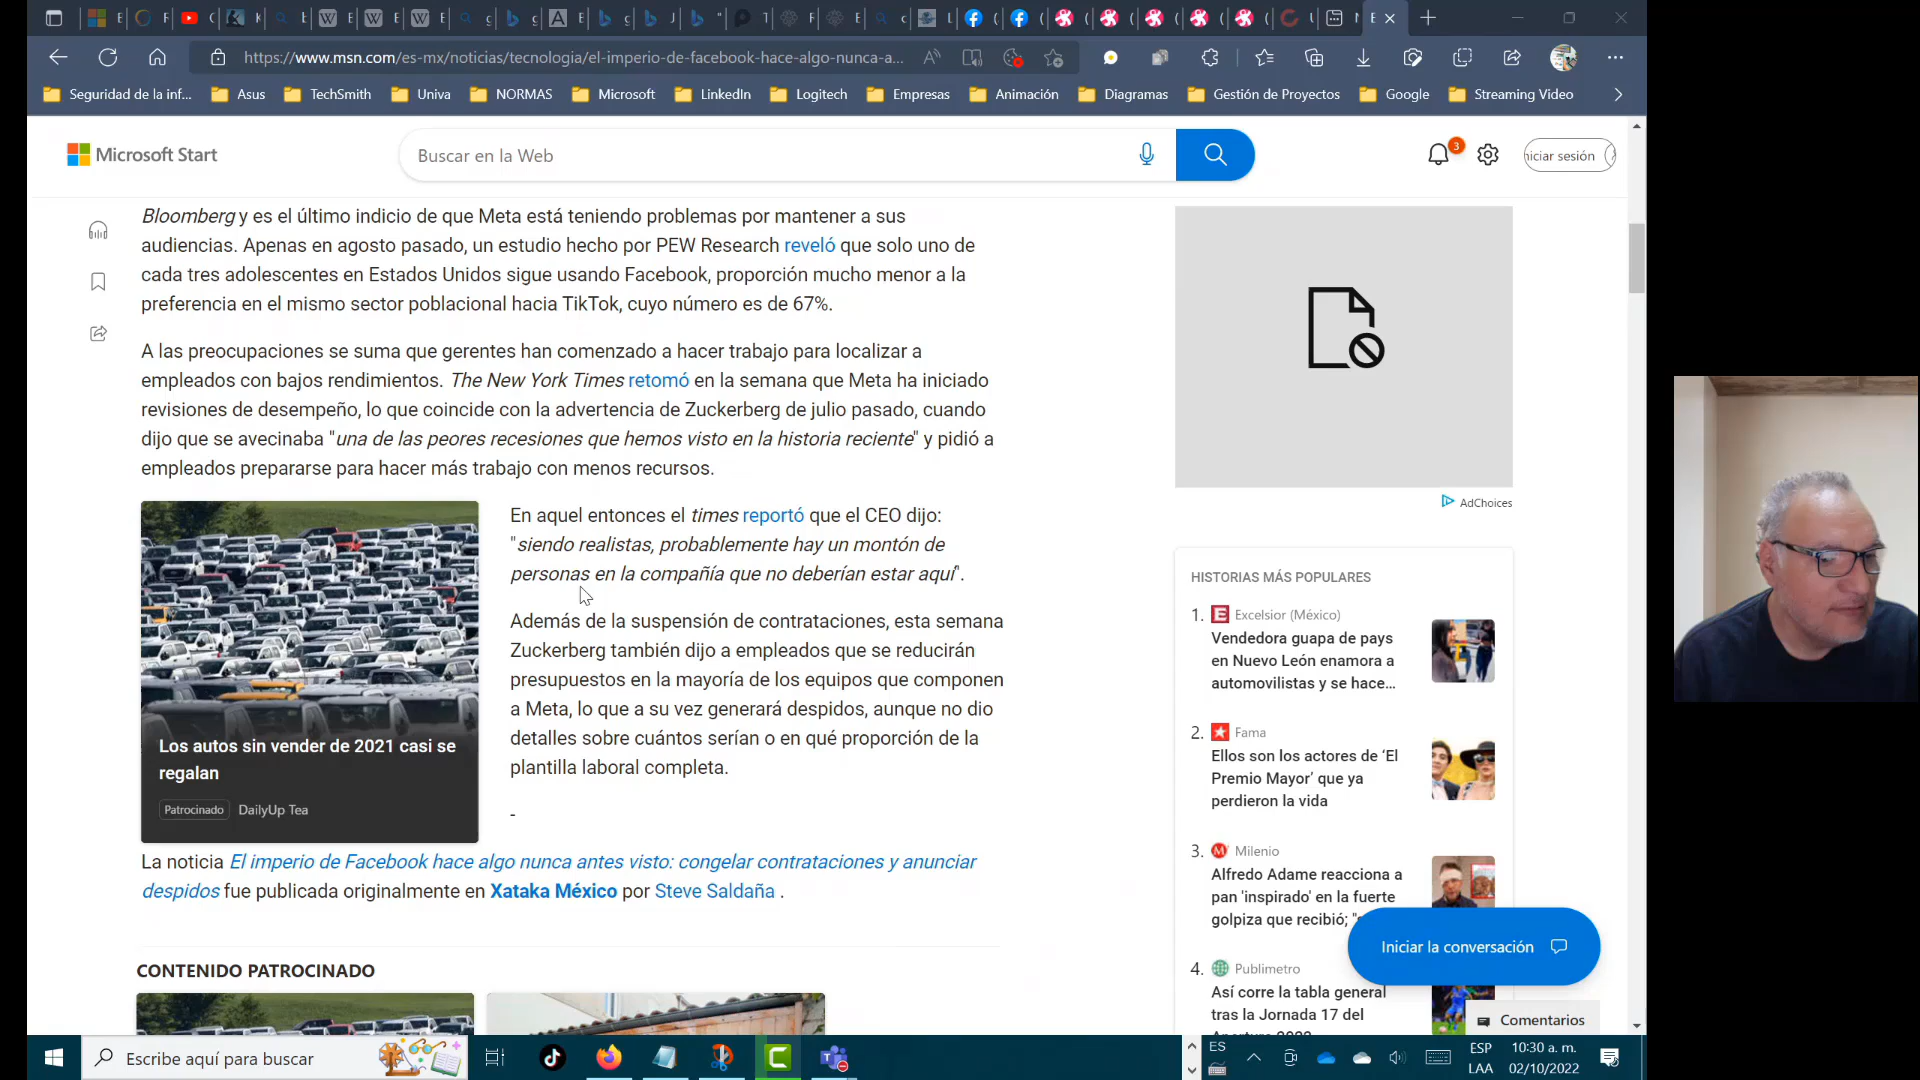 https://www.msn.com/es-mx/noticias/tecnologia/el-imperio-de-facebook-hace-algo-nunca-a...
Seguridad de la inf...
Asus
TechSmith
Univa
NORMAS
Microsoft
LinkedIn
Logitech
Empresas
Animación
Diagramas
Gestión de Proyectos
Google
Streaming Video
Microsoft Start
Buscar en la Web
3
niciar sesión
Bloomberg y es el último indicio de que Meta está teniendo problemas por mantener a sus
audiencias. Apenas en agosto pasado, un estudio hecho por PEW Research reveló que solo uno de
cada tres adolescentes en Estados Unidos sigue usando Facebook, proporción mucho menor a la
preferencia en el mismo sector poblacional hacia TikTok, cuyo número es de 67%.
A las preocupaciones se suma que gerentes han comenzado a hacer trabajo para localizar a
empleados con bajos rendimientos. The New York Times retomó en la semana que Meta ha iniciado
revisiones de desempeño, lo que coincide con la advertencia de Zuckerberg de julio pasado, cuando
dijo que se avecinaba "una de las peores recesiones que hemos visto en la historia reciente" y pidió a
empleados prepararse para hacer más trabajo con menos recursos.
En aquel entonces el times reportó que el CEO dijo:
"siendo realistas, probablemente hay un montón de
personas en la compañía que no deberían estar aquí".
Además de la suspensión de contrataciones, esta semana
Zuckerberg también dijo a empleados que se reducirán
presupuestos en la mayoría de los equipos que componen
a Meta, lo que a su vez generará despidos, aunque no dio
detalles sobre cuántos serían o en qué proporción de la
plantilla laboral completa.
-
Los autos sin vender de 2021 casi se
regalan
Patrocinado DailyUp Tea
La noticia El imperio de Facebook hace algo nunca antes visto: congelar contrataciones y anunciar
despidos fue publicada originalmente en Xataka México por Steve Saldaña .
CONTENIDO PATROCINADO
AdChoices
HISTORIAS MÁS POPULARES
1. Excelsior (México)
Vendedora guapa de pays
en Nuevo León enamora a
automovilistas y se hace...
2. Fama
Ellos son los actores de ‘El
Premio Mayor’ que ya
perdieron la vida
3. Milenio
Alfredo Adame reacciona a
pan 'inspirado' en la fuerte
golpiza que recibió;
4. Publimetro
Así corre la tabla general
tras la Jornada 17 del
Iniciar la conversación
Comentarios
Escribe aquí para buscar
ES
ESP
LAA
10:30 a. m.
02/10/2022